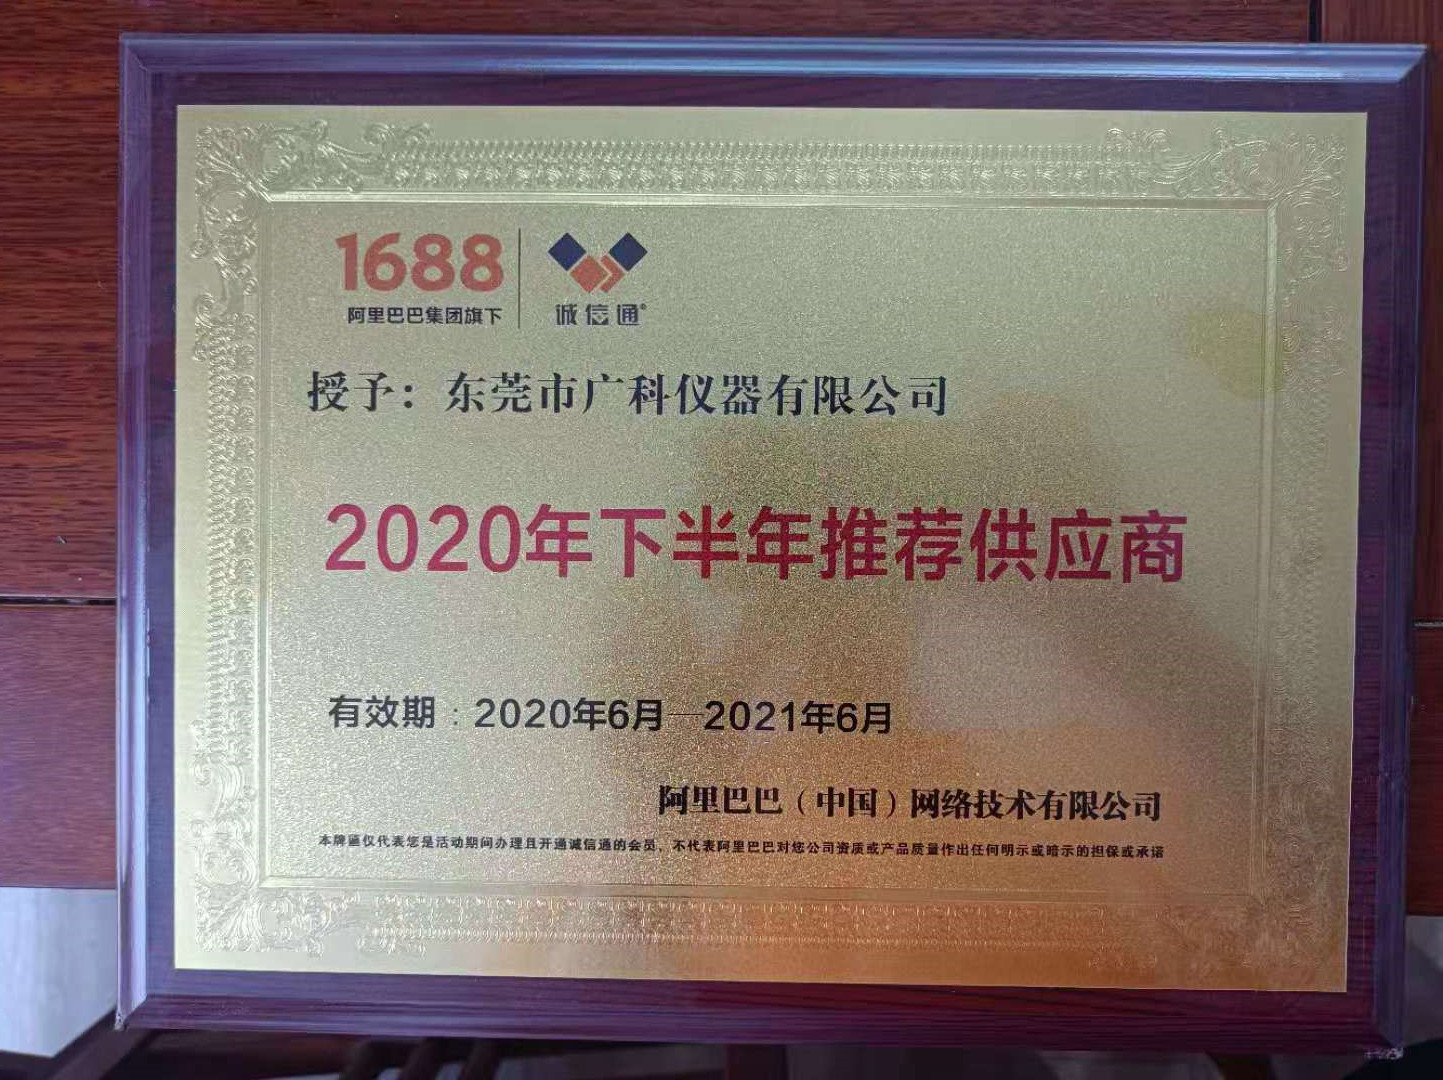 1688
阿里巴巴集团旗下
诚信通®
授予：东莞市广科仪器有限公司
2020年下半年推荐供应商
有效期：2020年6月—2021年6月
阿里巴巴（中国）网络技术有限公司
本牌匾仅代表您是活动期间办理且开通诚信通的会员，不代表阿里巴巴对您公司资质或产品质量作出任何明示或暗示的担保或承诺